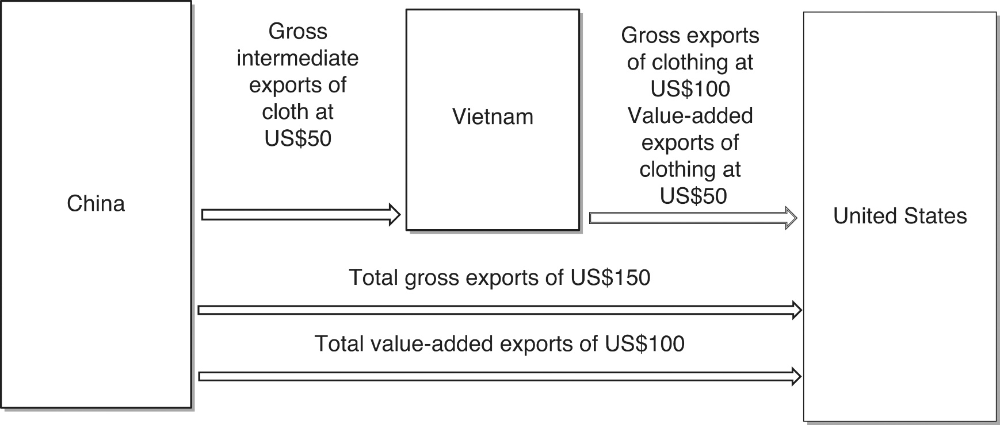 China
Gross
intermediate
exports of
cloth at
US$50
Vietnam
Gross exports
of clothing at
US$100
Value-added
exports of
clothing at
US$50
United States
Total gross exports of US$150
Total value-added exports of US$100